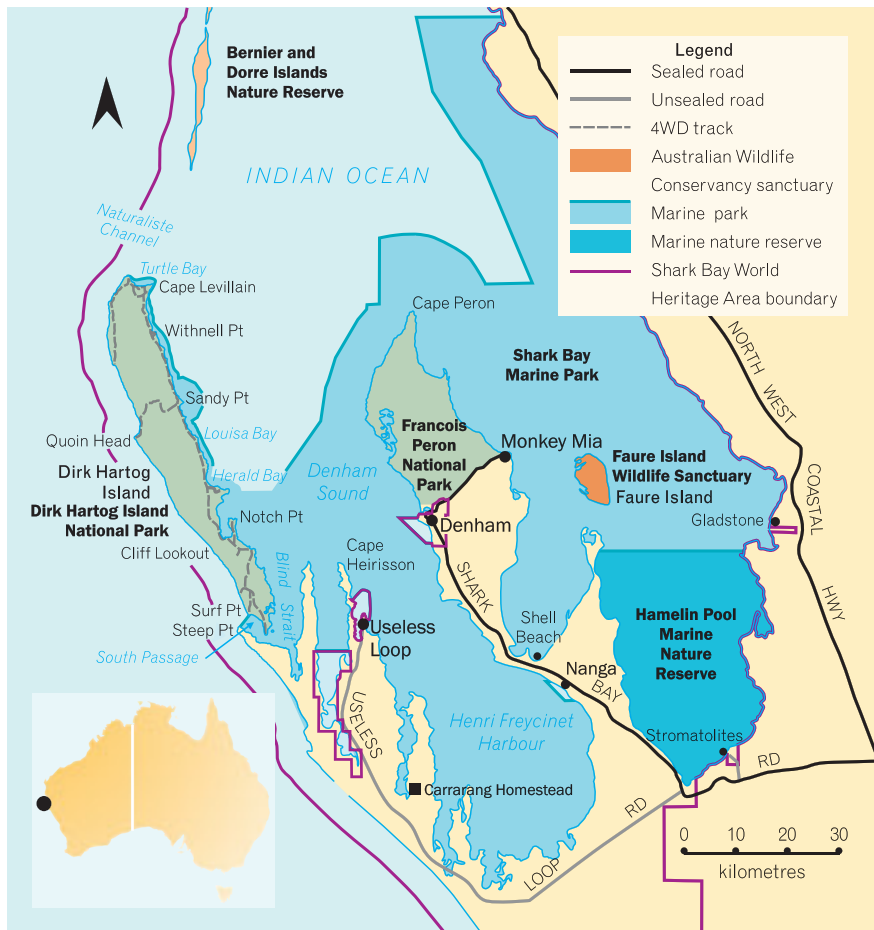 Bernier and
Dorre Islands
Nature Reserve
Legend
Sealed road
Unsealed road
4WD track
Australian Wildlife
Conservancy sanctuary
Marine park
Marine nature reserve
Shark Bay World
Heritage Area boundary
INDIAN OCEAN
Naturaliste
Channel
Turtle Bay
Cape Levillain
Withnell Pt
Sandy Pt
Louisa Bay
Quoin Head
Herald Bay
Dirk Hartog
Island
Dirk Hartog Island
National Park
Notch Pt
Cliff Lookout
Blind Strait
Surf Pt
Steep Pt
South Passage
Cape Peron
Shark Bay
Marine Park
Francois
Peron
National
Park
Monkey Mia
Denham
Sound
Denham
Faure Island
Wildlife Sanctuary
Faure Island
Gladstone
NORTH WEST COASTAL HWY
Cape
Heirisson
Useless
Loop
SHARK BAY RD
Shell
Beach
Nanga
Hamelin Pool
Marine
Nature
Reserve
Stromatolites
RD
Henri Freycinet
Harbour
Carrarang Homestead
USELESS LOOP RD
0 10 20 30
kilometres